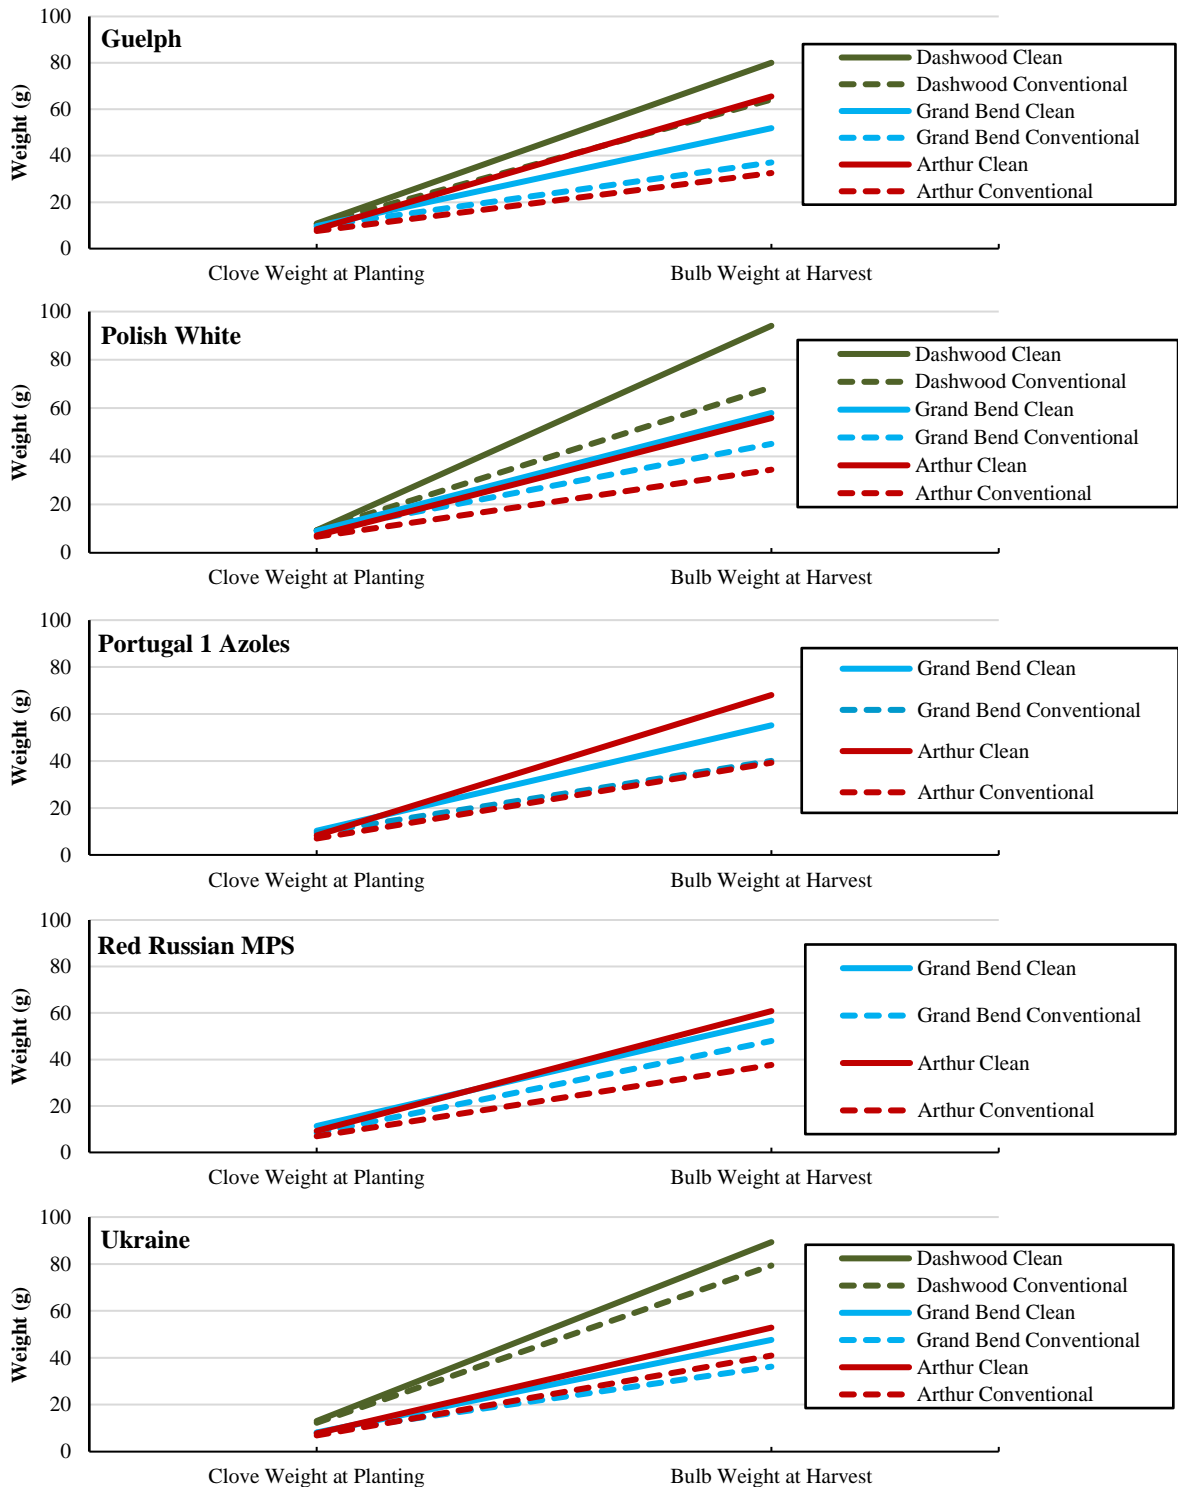 Guelph
Weight (g)
100
80
60
40
20
0
Clove Weight at Planting
Bulb Weight at Harvest
Dashwood Clean
Dashwood Conventional
Grand Bend Clean
Grand Bend Conventional
Arthur Clean
Arthur Conventional
Polish White
Weight (g)
100
80
60
40
20
0
Clove Weight at Planting
Bulb Weight at Harvest
Dashwood Clean
Dashwood Conventional
Grand Bend Clean
Grand Bend Conventional
Arthur Clean
Arthur Conventional
Portugal 1 Azoles
Weight (g)
100
80
60
40
20
0
Clove Weight at Planting
Bulb Weight at Harvest
Grand Bend Clean
Grand Bend Conventional
Arthur Clean
Arthur Conventional
Red Russian MPS
Weight (g)
100
80
60
40
20
0
Clove Weight at Planting
Bulb Weight at Harvest
Grand Bend Clean
Grand Bend Conventional
Arthur Clean
Arthur Conventional
Ukraine
Weight (g)
100
80
60
40
20
0
Clove Weight at Planting
Bulb Weight at Harvest
Dashwood Clean
Dashwood Conventional
Grand Bend Clean
Grand Bend Conventional
Arthur Clean
Arthur Conventional